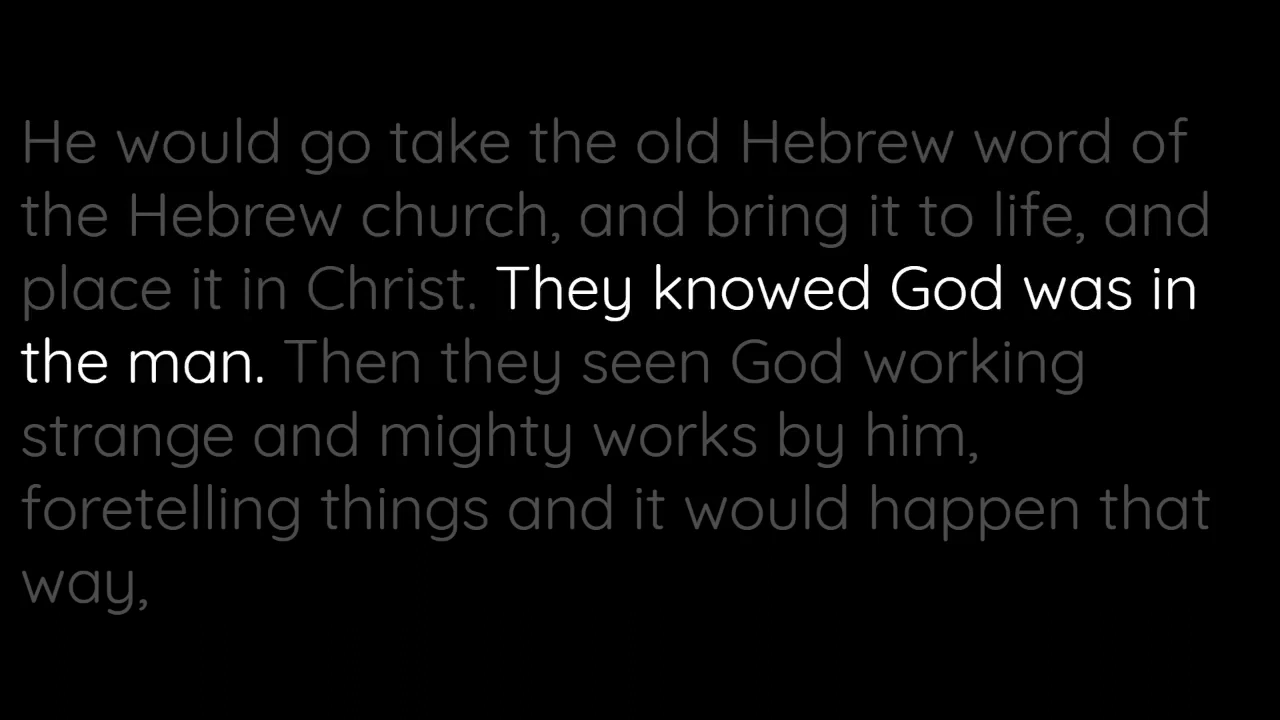 He would go take the old Hebrew word of
the Hebrew church, and bring it to life, and
place it in Christ. They knowed God was in
the man. Then they seen God working
strange and mighty works by him,
foretelling things and it would happen that
way,